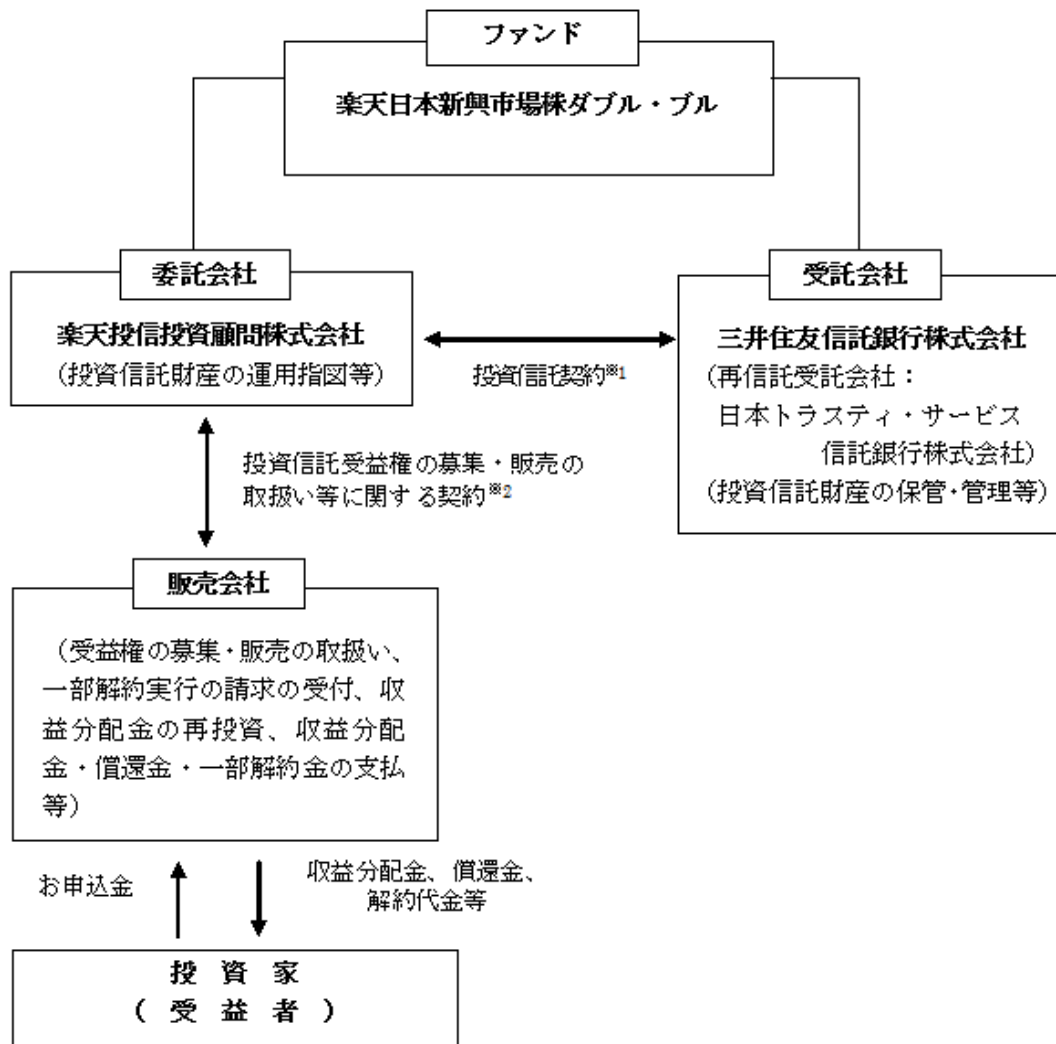 ファンド
楽天日本新興市場株ダブル・ブル
委託会社
楽天投信投資顧問株式会社
(投資信託財産の運用指図等)
投資信託契約※1
受託会社
三井住友信託銀行株式会社
(再信託受託会社:
日本トラスティ・サービス
信託銀行株式会社)
(投資信託財産の保管・管理等)
投資信託受益権の募集・販売の
取扱い等に関する契約※2
販売会社
(受益権の募集・販売の取扱い、
一部解約実行の請求の受付、収
益分配金の再投資、収益分配
金・償還金・一部解約金の支払
等)
お申込金
収益分配金、償還金、
解約代金等
投 資 家
( 受 益 者 )